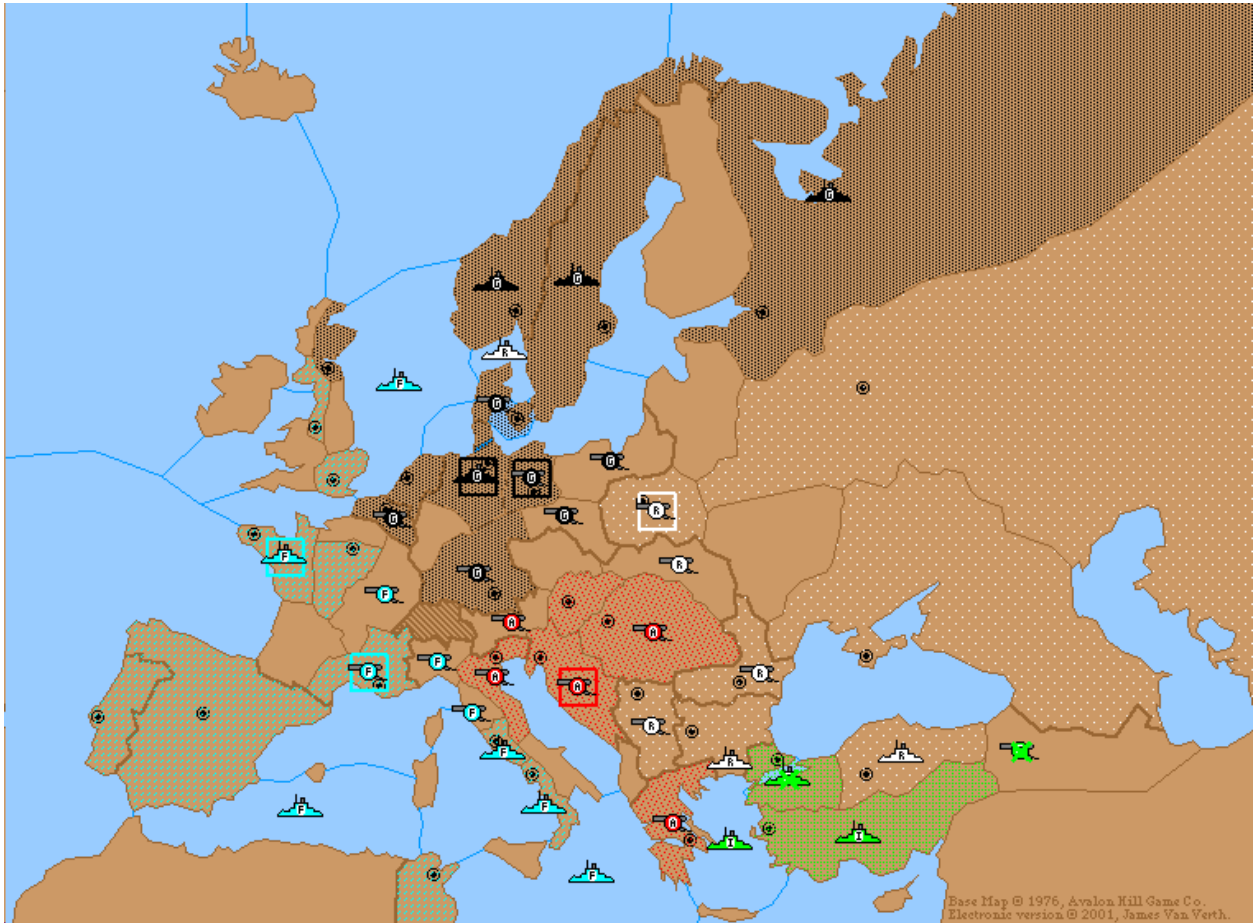 G
G G
R
F
G
G
G G
G G R
F
G R
F
A A
F
F A A R
F R
F R R
F F
A I I
F
Base Map © 1976, Avalon Hill Game Co.
Electronic version © 2001, James Van Verth.